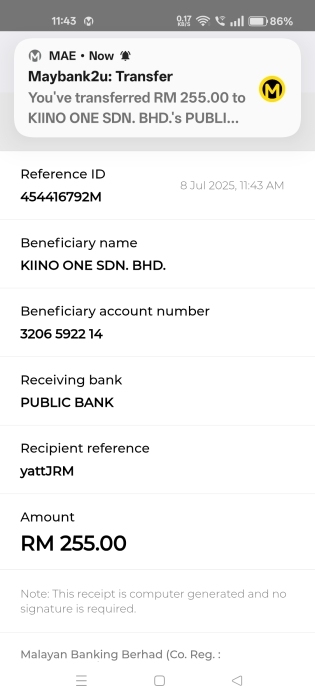 11:43
0.17
KB/S
86%
MAE • Now
Maybank2u: Transfer
You've transferred RM 255.00 to
KIINO ONE SDN. BHD.'s PUBLI...
Reference ID
454416792M
8 Jul 2025, 11:43 AM
Beneficiary name
KIINO ONE SDN. BHD.
Beneficiary account number
3206 5922 14
Receiving bank
PUBLIC BANK
Recipient reference
yattJRM
Amount
RM 255.00
Note: This receipt is computer generated and no
signature is required.
Malayan Banking Berhad (Co. Reg. :